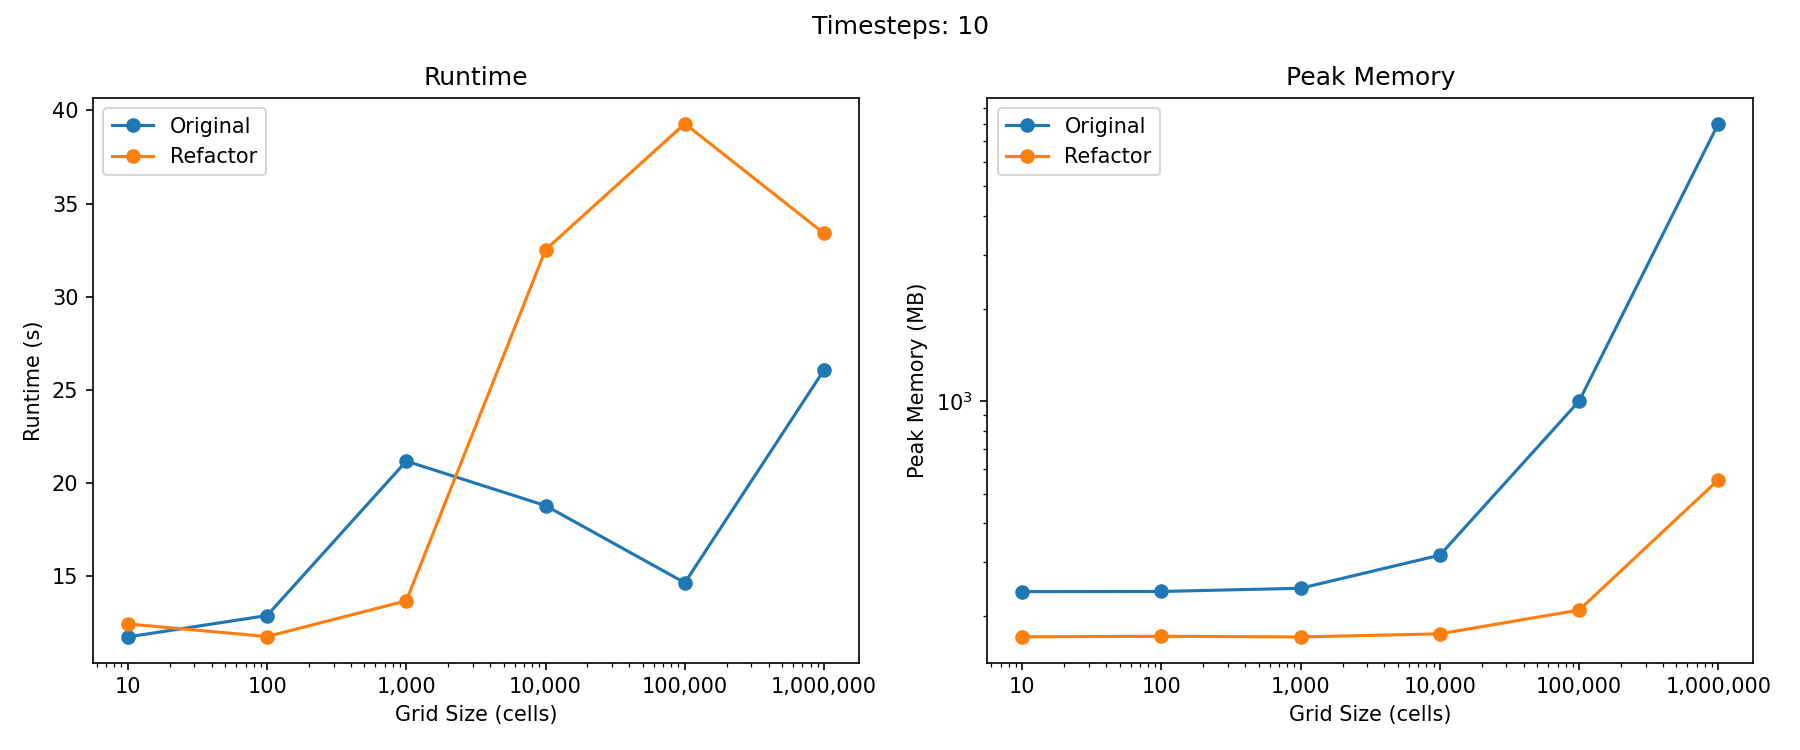 Timesteps: 10
Runtime
Original
Refactor
40
35
30
25
20
15
Runtime (s)
10 100 1,000 10,000 100,000 1,000,000
Grid Size (cells)
Peak Memory
Original
Refactor
10³
Peak Memory (MB)
10 100 1,000 10,000 100,000 1,000,000
Grid Size (cells)